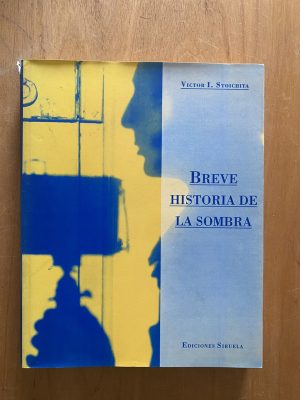 VICTOR I. STOICHITA
BREVE
HISTORIA DE
LA SOMBRA
EDICIONES SIRUELA